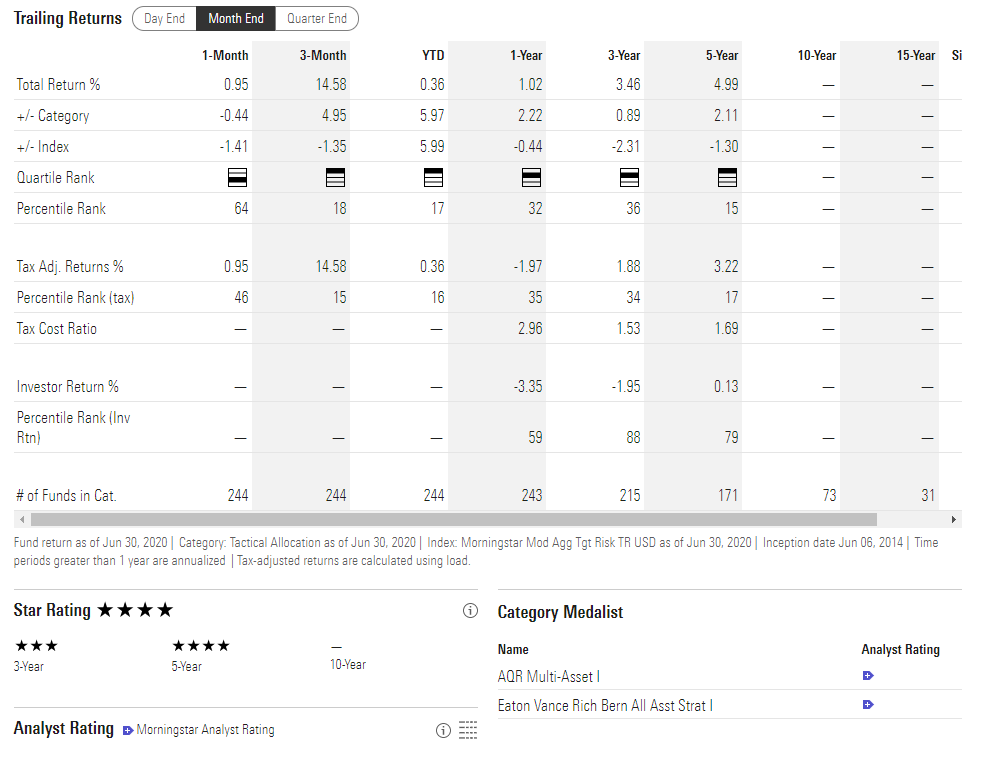 Trailing Returns Day End Month End Quarter End
1-Month 3-Month YTD 1-Year 3-Year 5-Year 10-Year 15-Year Si
Total Return % 0.95 14.58 0.36 1.02 3.46 4.99 — —
+/- Category -0.44 4.95 5.97 2.22 0.89 2.11 — —
+/- Index -1.41 -1.35 5.99 -0.44 -2.31 -1.30 — —
Quartile Rank — —
Percentile Rank 64 18 17 32 36 15 — —
Tax Adj. Returns % 0.95 14.58 0.36 -1.97 1.88 3.22 — —
Percentile Rank (tax) 46 15 16 35 34 17 — —
Tax Cost Ratio — — — 2.96 1.53 1.69 — —
Investor Return % — — — -3.35 -1.95 0.13 — —
Percentile Rank (Inv
Rtn) — — — 59 88 79 — —
# of Funds in Cat. 244 244 244 243 215 171 73 31
Fund return as of Jun 30, 2020 | Category: Tactical Allocation as of Jun 30, 2020 | Index: Morningstar Mod Agg Tgt Risk TR USD as of Jun 30, 2020 | Inception date Jun 06, 2014 | Time
periods greater than 1 year are annualized | Tax-adjusted returns are calculated using load.
Star Rating ★★★★
★★★ ★★★★ —
3-Year 5-Year 10-Year
Analyst Rating Morningstar Analyst Rating
Category Medalist
Name Analyst Rating
AQR Multi-Asset I
Eaton Vance Rich Bern All Asst Strat I